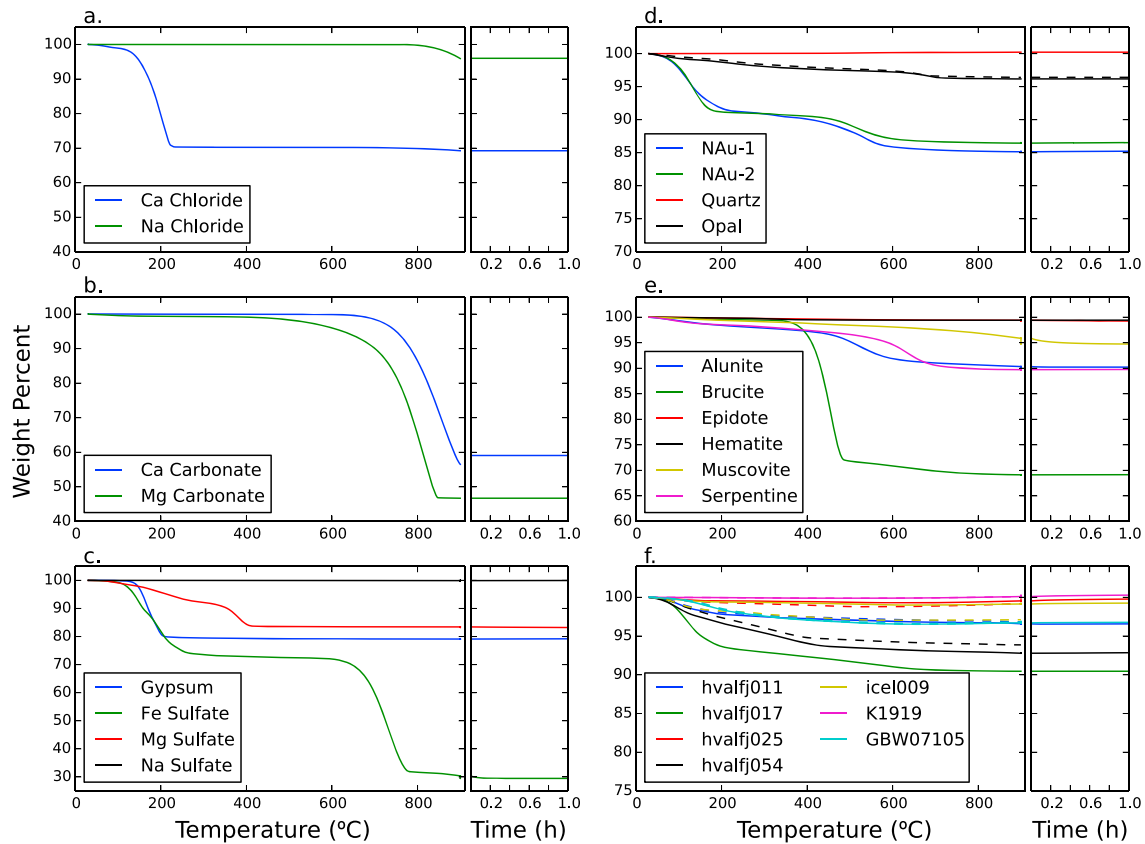 a.
100
90
80
70
60
50
40
Ca Chloride
Na Chloride
0 200 400 600 800
0.2 0.6 1.0
b.
100
90
80
70
60
50
40
Ca Carbonate
Mg Carbonate
0 200 400 600 800
0.2 0.6 1.0
c.
100
90
80
70
60
50
40
30
Gypsum
Fe Sulfate
Mg Sulfate
Na Sulfate
0 200 400 600 800
0.2 0.6 1.0
Weight Percent
Temperature (ºC)
Time (h)
d.
100
95
90
85
80
75
70
NAu-1
NAu-2
Quartz
Opal
0 200 400 600 800
0.2 0.6 1.0
e.
100
95
90
85
80
75
70
65
60
Alunite
Brucite
Epidote
Hematite
Muscovite
Serpentine
0 200 400 600 800
0.2 0.6 1.0
f.
100
95
90
85
80
75
hvalfj011
hvalfj017
hvalfj025
hvalfj054
icel009
K1919
GBW07105
0 200 400 600 800
0.2 0.6 1.0
Temperature (ºC)
Time (h)